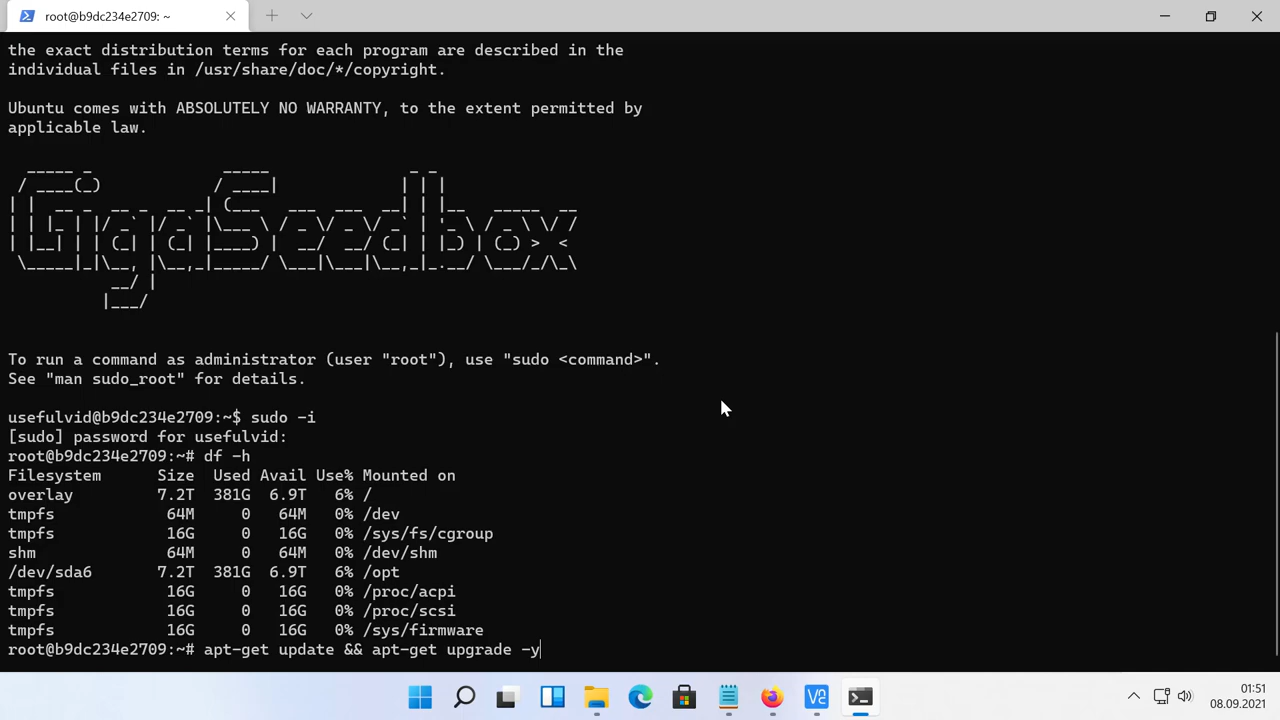 root@b9dc234e2709: ~
the exact distribution terms for each program are described in the
individual files in /usr/share/doc/*/copyright.
Ubuntu comes with ABSOLUTELY NO WARRANTY, to the extent permitted by
applicable law.
GigaSeedbox
To run a command as administrator (user "root"), use "sudo <command>".
See "man sudo_root" for details.
usefulvid@b9dc234e2709:~$ sudo -i
[sudo] password for usefulvid:
root@b9dc234e2709:~# df -h
Filesystem      Size  Used Avail Use% Mounted on
overlay         7.2T  381G  6.9T   6% /
tmpfs            64M     0   64M   0% /dev
tmpfs            16G     0   16G   0% /sys/fs/cgroup
shm              64M     0   64M   0% /dev/shm
/dev/sda6       7.2T  381G  6.9T   6% /opt
tmpfs            16G     0   16G   0% /proc/acpi
tmpfs            16G     0   16G   0% /proc/scsi
tmpfs            16G     0   16G   0% /sys/firmware
root@b9dc234e2709:~# apt-get update && apt-get upgrade -y
01:51
08.09.2021